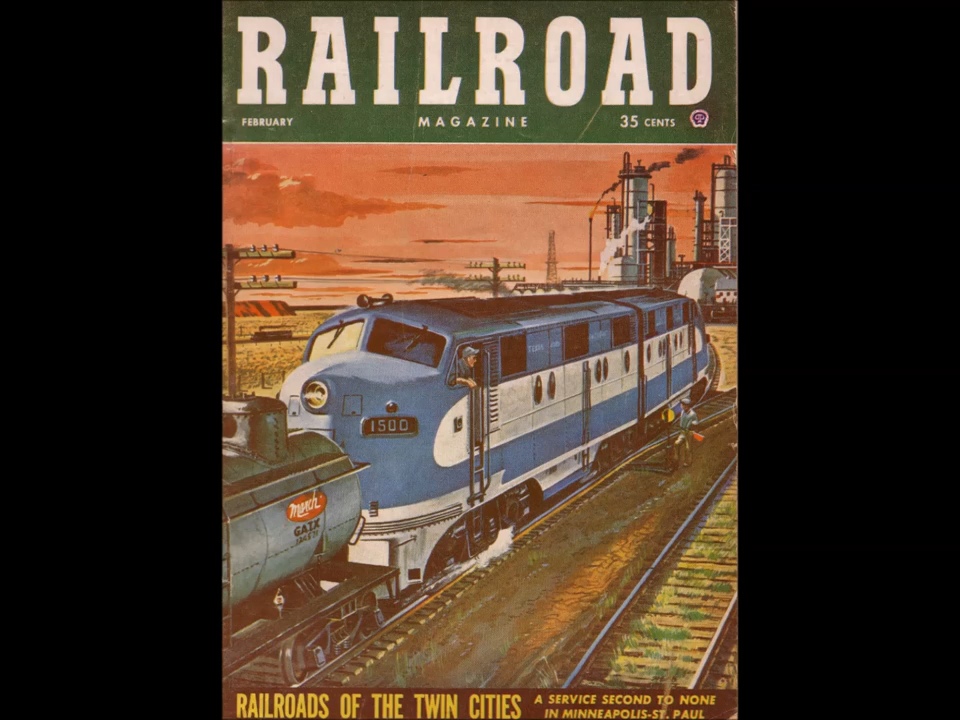 RAILROAD
FEBRUARY MAGAZINE 35 CENTS
1500
March
GATX
RAILROADS OF THE TWIN CITIES
A SERVICE SECOND TO NONE
IN MINNEAPOLIS-ST. PAUL